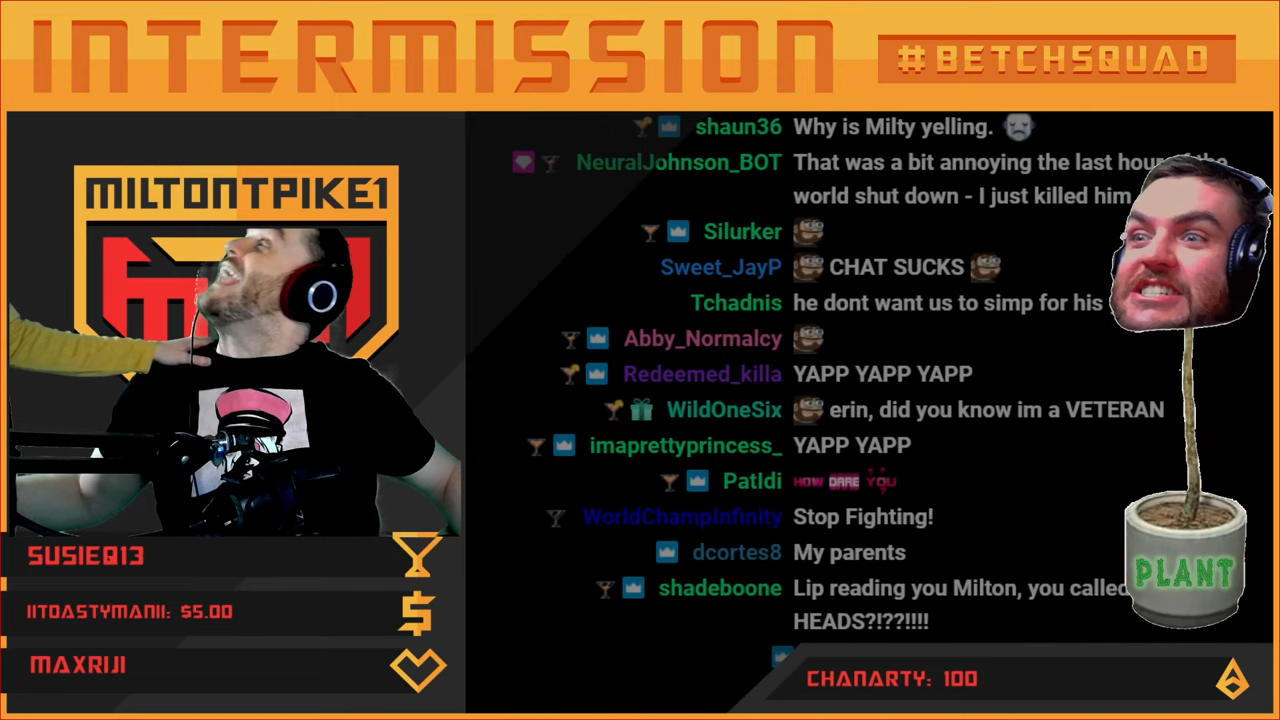 INTERMISSION
#BETCHSQUAD
MILTONTPIKE1
shaun36 Why is Milty yelling.
NeuralJohnson_BOT That was a bit annoying the last hour of the
world shut down - I just killed him
Silurker
Sweet_JayP CHAT SUCKS
Tchadnis he dont want us to simp for his
Abby_Normalcy
Redeemed_killa YAPP YAPP YAPP
WildOneSix erin, did you know im a VETERAN
imaprettyprincess_ YAPP YAPP
PatIdi HOW DARE YOU
WorldChampInfinity Stop Fighting!
dcortes8 My parents
shadeboone Lip reading you Milton, you called
HEADS?!??!!!!
PLANT
SUSIEQ13
IITOASTYMANII: $5.00
MAXRIJI
CHANARTY: 100